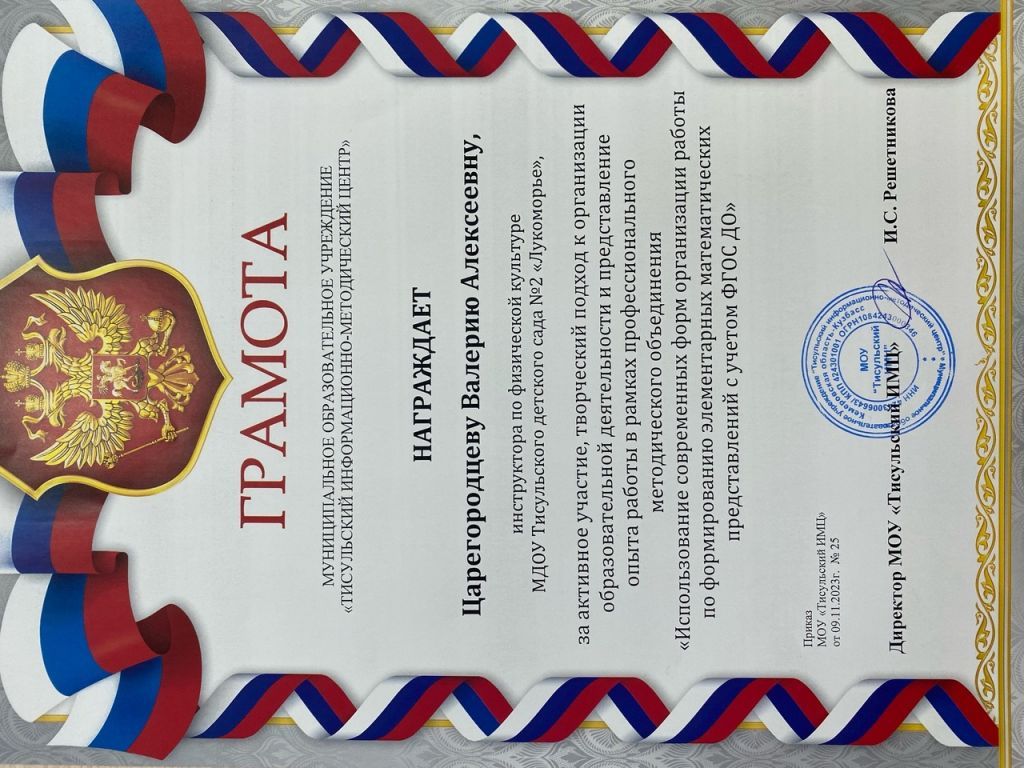 ГРАМОТА
МУНИЦИПАЛЬНОЕ ОБРАЗОВАТЕЛЬНОЕ УЧРЕЖДЕНИЕ
«ТИСУЛЬСКИЙ ИНФОРМАЦИОННО-МЕТОДИЧЕСКИЙ ЦЕНТР»
НАГРАЖДАЕТ
Царегородцеву Валерию Алексеевну,
инструктора по физической культуре
МДОУ Тисульского детского сада №2 «Лукоморье»,
за активное участие, творческий подход к организации
образовательной деятельности и представление
опыта работы в рамках профессионального
методического объединения
«Использование современных форм организации работы
по формированию элементарных математических
представлений с учетом ФГОС ДО»
Приказ
МОУ «Тисульский ИМЦ»
от 09.11.2023г. № 25
Директор МОУ «Тисульский ИМЦ» И.С. Решетникова
МОУ
"Тисульский
Кемеровская область-Кузбасс